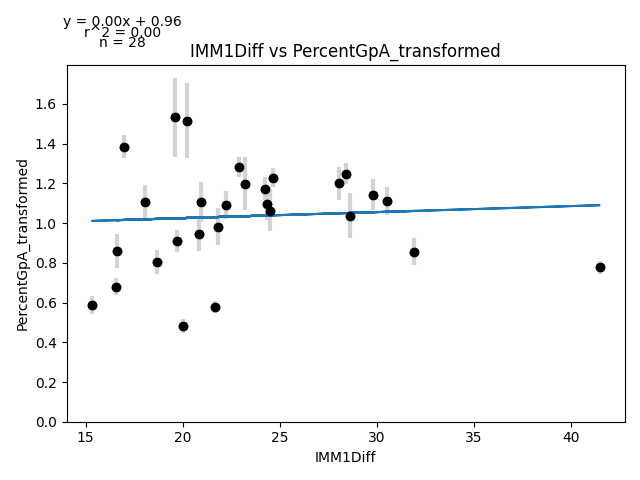 y = 0.00x + 0.96
r^2 = 0.00
n = 28
IMM1Diff vs PercentGpA_transformed
PercentGpA_transformed
1.6
1.4
1.2
1.0
0.8
0.6
0.4
0.2
0.0
15 20 25 30 35 40
IMM1Diff